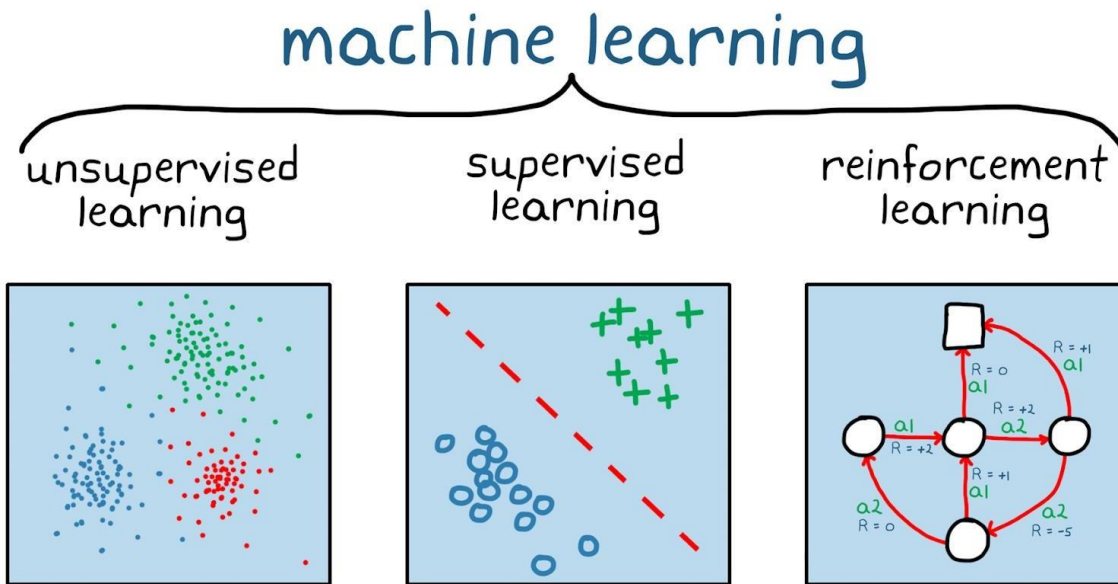 machine learning
unsupervised
learning
supervised
learning
reinforcement
learning
R = +1
a1
R = 0
a1
R = +2
a2
a1
R = +2
R = +1
a1
a2
R = 0
a2
R = -5